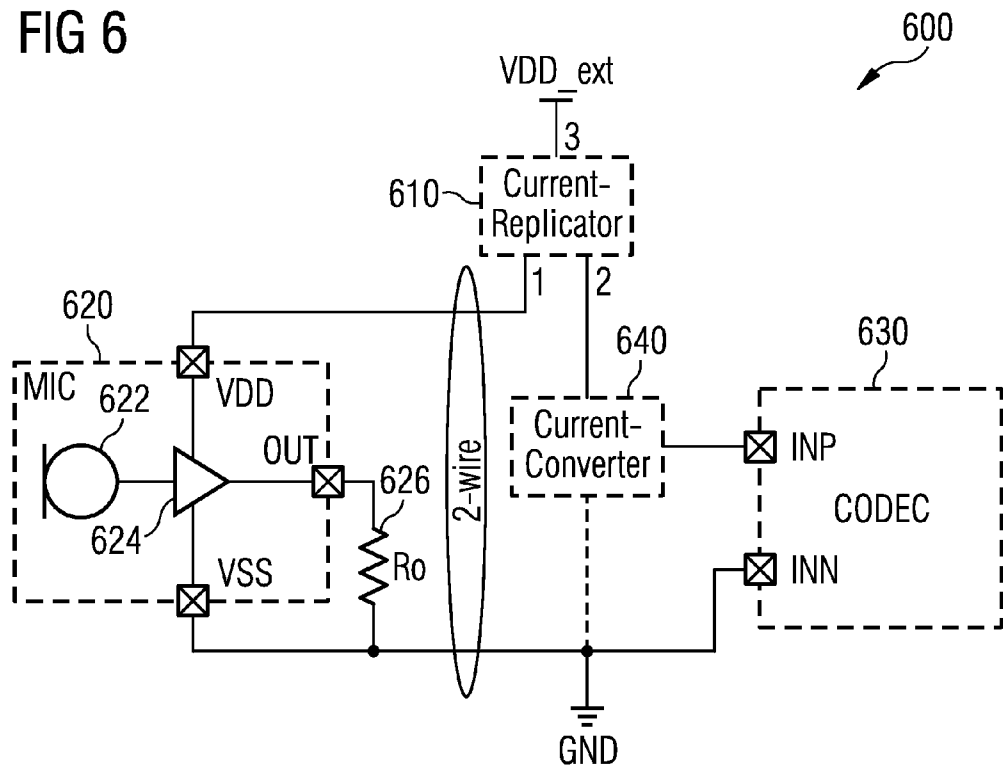 FIG 6
600
VDD_ext
3
610
Current-
Replicator
1
2
620
640
630
MIC
622
VDD
OUT
626
Current-
Converter
INP
2-wire
CODEC
624
Ro
VSS
INN
GND